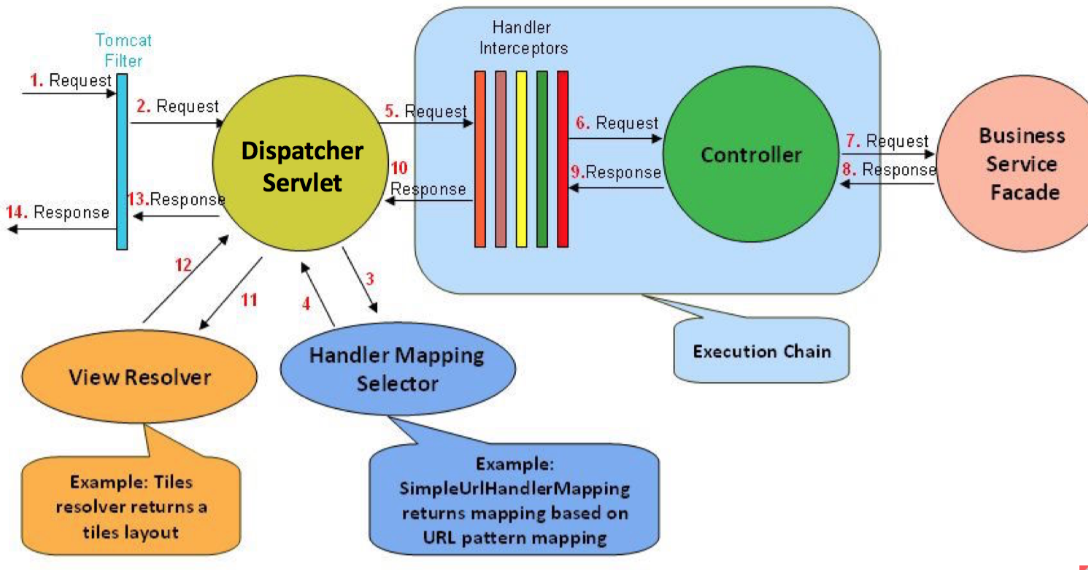 Tomcat
Filter
1. Request
2. Request
Dispatcher
Servlet
13.Response
14. Response
Handler
Interceptors
5. Request
10
Response
6. Request
9.Response
Controller
7. Request
8. Response
Business
Service
Facade
12
11
4
3
View Resolver
Handler Mapping
Selector
Execution Chain
Example: Tiles
resolver returns a
tiles layout
Example:
SimpleUrlHandlerMapping
returns mapping based on
URL pattern mapping